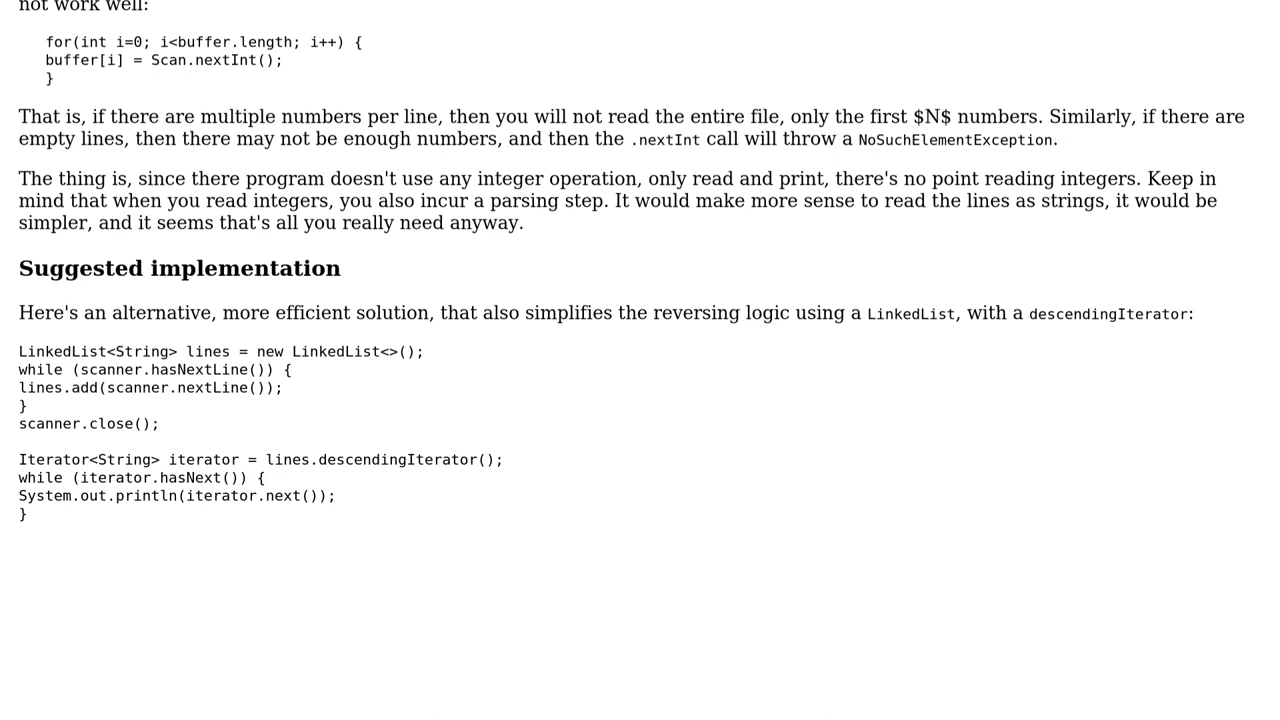 not work well:
for(int i=0; i<buffer.length; i++) {
buffer[i] = Scan.nextInt();
}
That is, if there are multiple numbers per line, then you will not read the entire file, only the first $N$ numbers. Similarly, if there are
empty lines, then there may not be enough numbers, and then the .nextInt call will throw a NoSuchElementException.
The thing is, since there program doesn't use any integer operation, only read and print, there's no point reading integers. Keep in
mind that when you read integers, you also incur a parsing step. It would make more sense to read the lines as strings, it would be
simpler, and it seems that's all you really need anyway.
Suggested implementation
Here's an alternative, more efficient solution, that also simplifies the reversing logic using a LinkedList, with a descendingIterator:
LinkedList<String> lines = new LinkedList<>();
while (scanner.hasNextLine()) {
lines.add(scanner.nextLine());
}
scanner.close();
Iterator<String> iterator = lines.descendingIterator();
while (iterator.hasNext()) {
System.out.println(iterator.next());
}